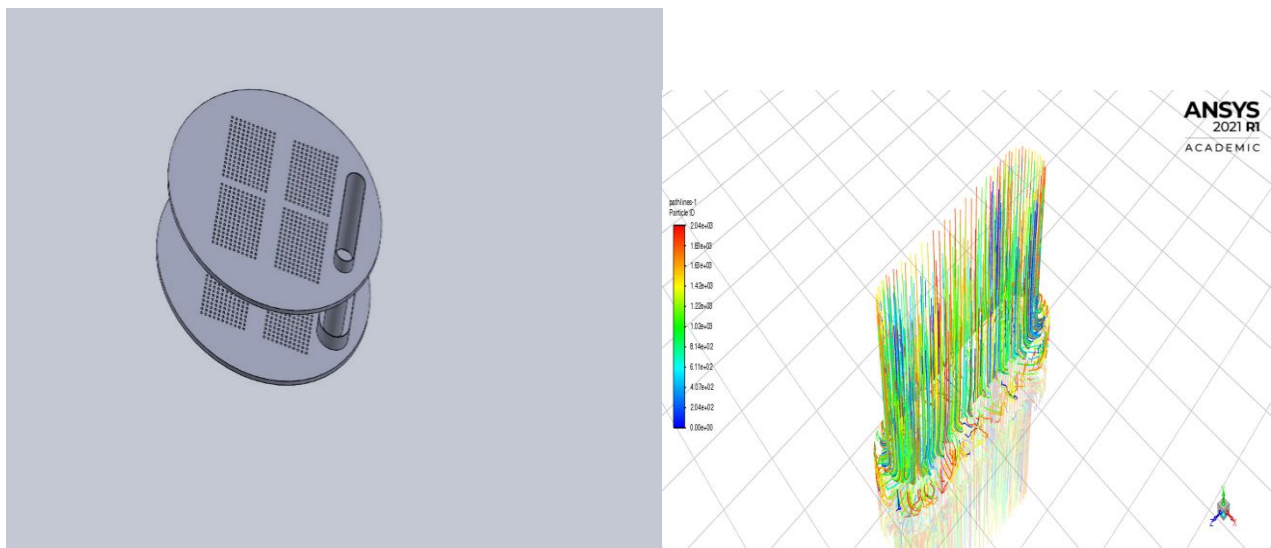 ANSYS
2021 R1
ACADEMIC
pathlines-1
Particle ID
2.04e+03
1.83e+03
1.63e+03
1.43e+03
1.22e+03
1.02e+03
8.14e+02
6.11e+02
4.07e+02
2.04e+02
0.00e+00
Z
X